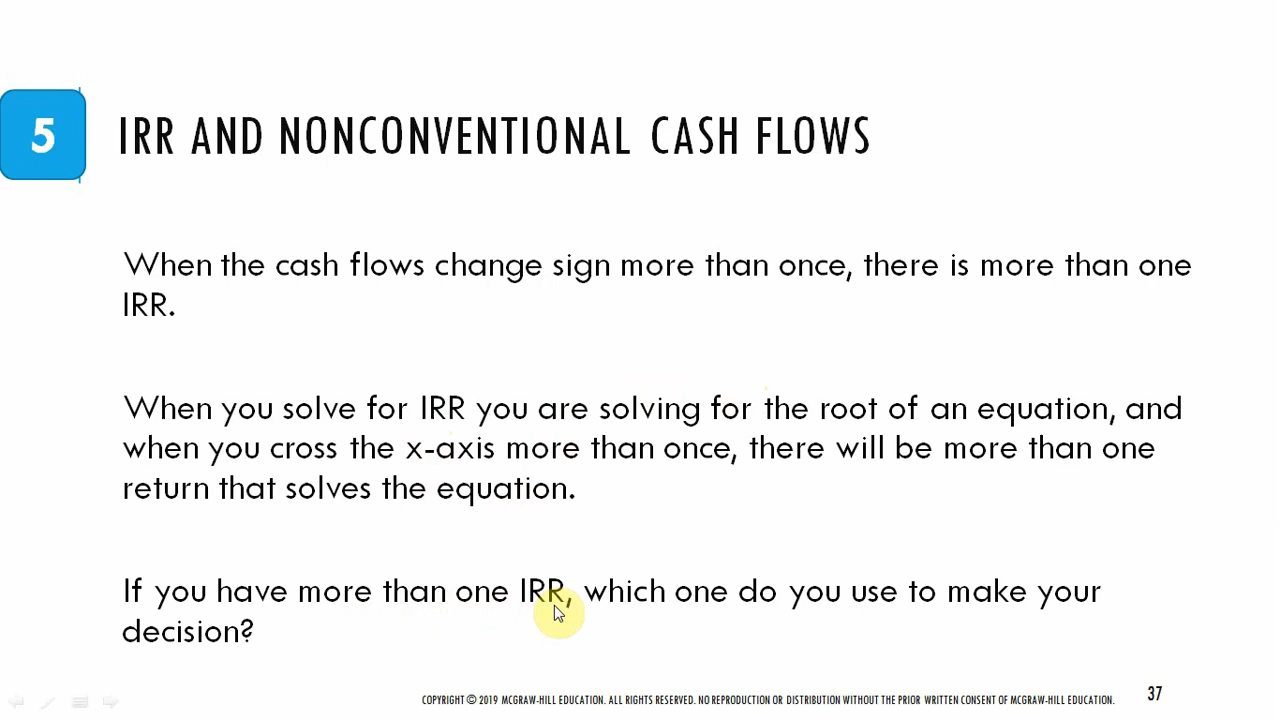 5
IRR AND NONCONVENTIONAL CASH FLOWS
When the cash flows change sign more than once, there is more than one
IRR.
When you solve for IRR you are solving for the root of an equation, and
when you cross the x-axis more than once, there will be more than one
return that solves the equation.
If you have more than one IRR, which one do you use to make your
decision?
COPYRIGHT © 2019 MCGRAW-HILL EDUCATION. ALL RIGHTS RESERVED. NO REPRODUCTION OR DISTRIBUTION WITHOUT THE PRIOR WRITTEN CONSENT OF MCGRAW-HILL EDUCATION.
37